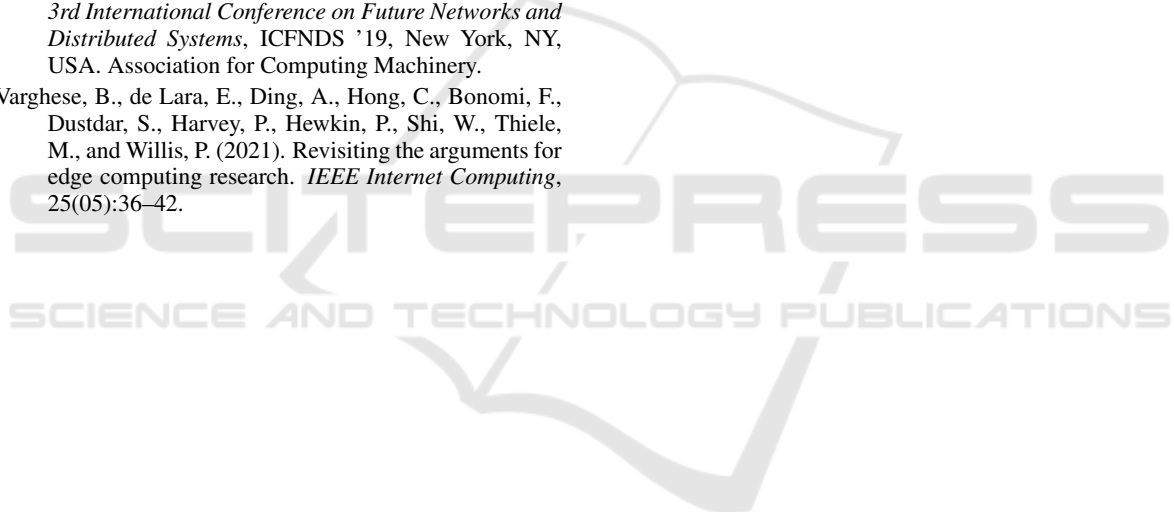 3rd International Conference on Future Networks and
Distributed Systems, ICFNDS ’19, New York, NY,
USA. Association for Computing Machinery.
Varghese, B., de Lara, E., Ding, A., Hong, C., Bonomi, F.,
Dustdar, S., Harvey, P., Hewkin, P., Shi, W., Thiele,
M., and Willis, P. (2021). Revisiting the arguments for
edge computing research. IEEE Internet Computing,
25(05):36–42.
SCITEPRESS
SCIENCE AND TECHNOLOGY PUBLICATIONS